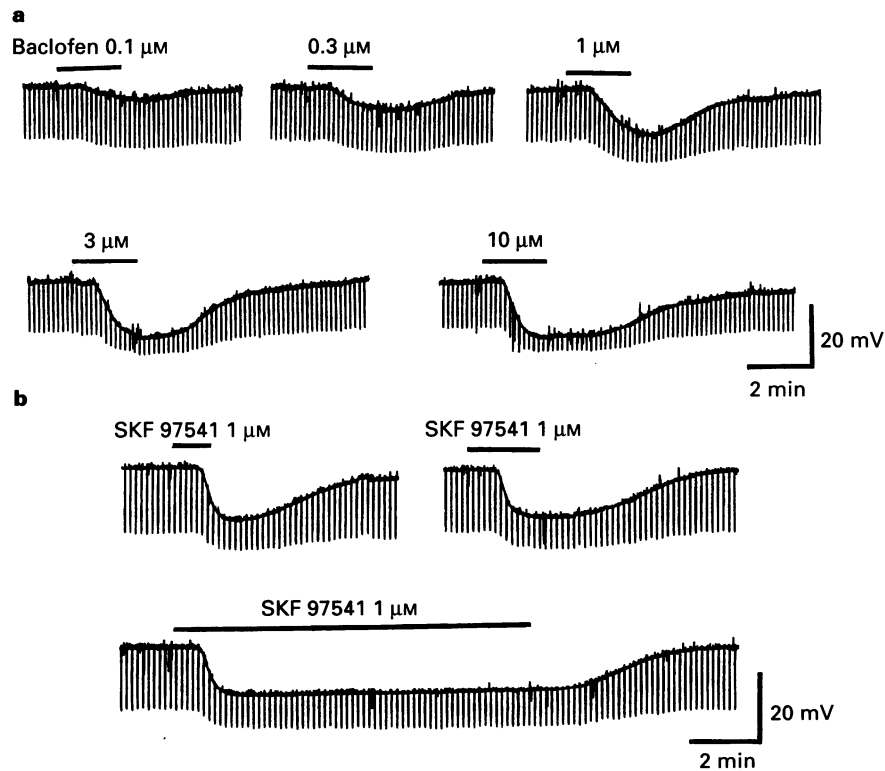 a
Baclofen 0.1 μM
0.3 μM
1 μM
3 μM
10 μM
20 mV
2 min
b
SKF 97541 1 μM
SKF 97541 1 μM
SKF 97541 1 μM
20 mV
2 min